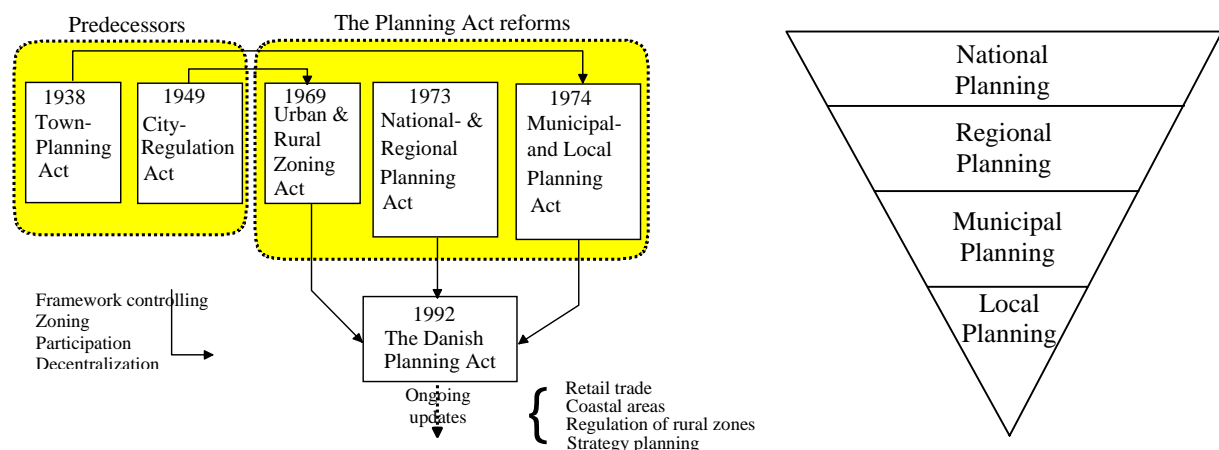 Predecessors
The Planning Act reforms
1938
Town-
Planning
Act
1949
City-
Regulation
Act
1969
Urban &
Rural
Zoning
Act
1973
National- &
Regional
Planning
Act
1974
Municipal-
and Local
Planning
Act
Framework controlling
Zoning
Participation
Decentralization
1992
The Danish
Planning Act
Ongoing
updates
Retail trade
Coastal areas
Regulation of rural zones
Strategy planning
National
Planning
Regional
Planning
Municipal
Planning
Local
Planning